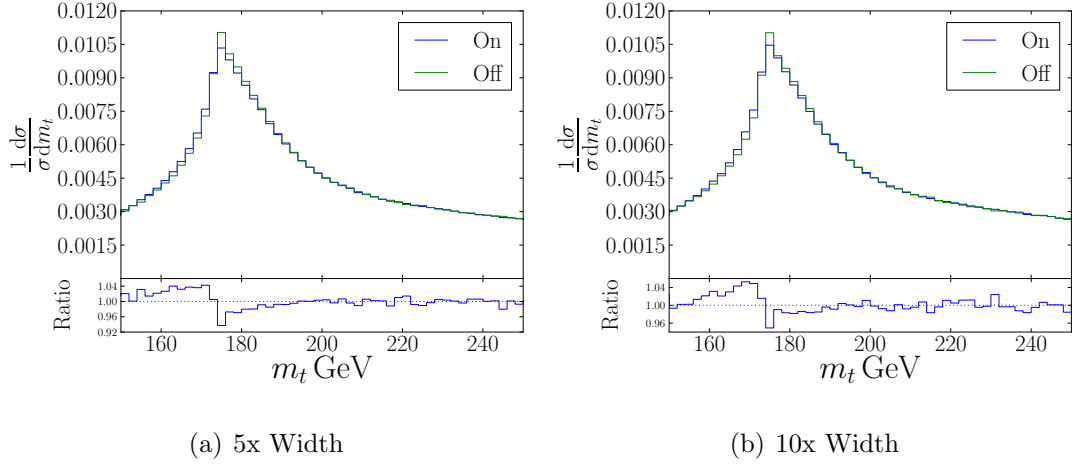 0.0120
0.0105
0.0090
0.0075
0.0060
0.0045
0.0030
0.0015
1/σ dσ/dm_t
On
Off
Ratio
1.04
1.00
0.96
0.92
160 180 200 220 240
m_t GeV
(a) 5x Width
0.0120
0.0105
0.0090
0.0075
0.0060
0.0045
0.0030
0.0015
1/σ dσ/dm_t
On
Off
Ratio
1.04
1.00
0.96
160 180 200 220 240
m_t GeV
(b) 10x Width